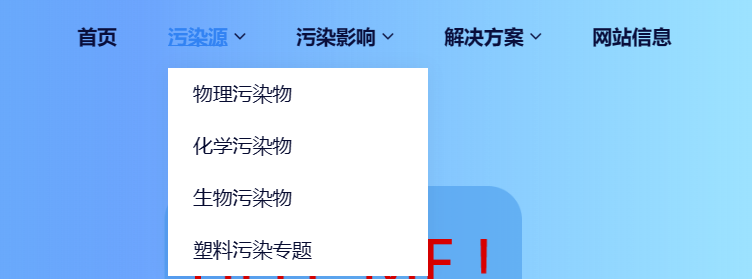 首页 污染源 污染影响 解决方案 网站信息
物理污染物
化学污染物
生物污染物
塑料污染专题